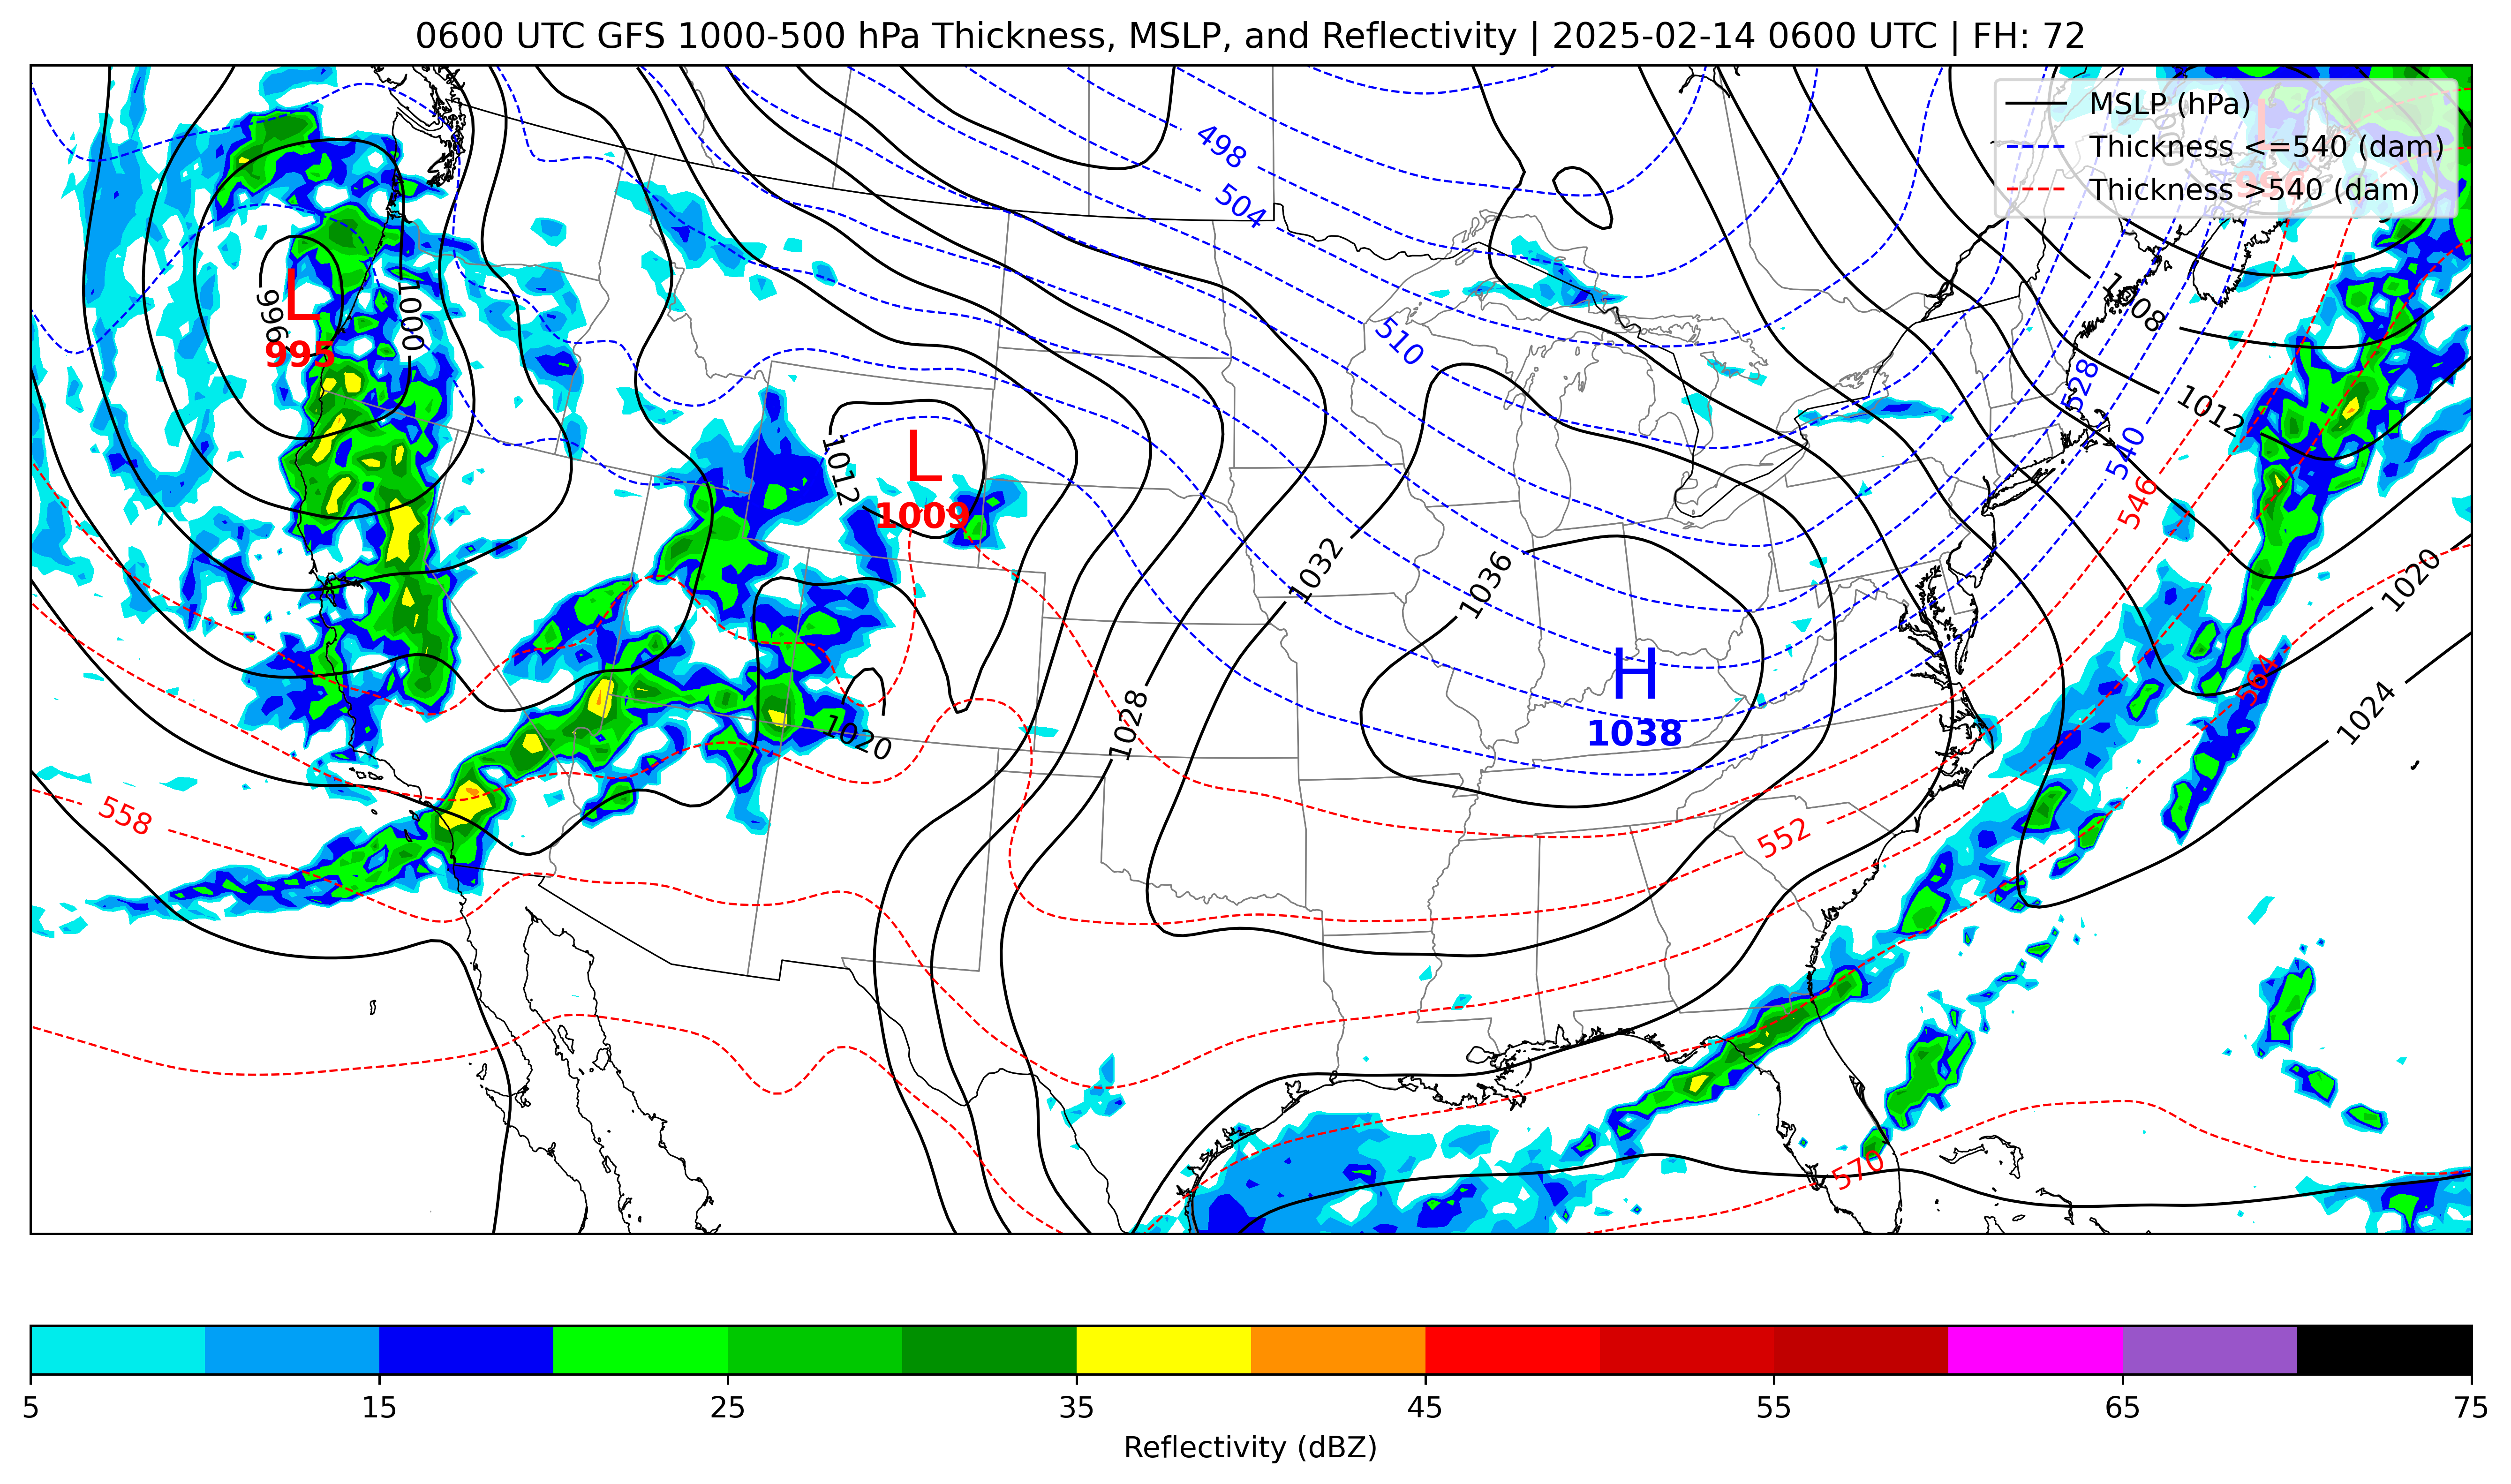 0600 UTC GFS 1000-500 hPa Thickness, MSLP, and Reflectivity | 2025-02-14 0600 UTC | FH: 72
MSLP (hPa)
Thickness <=540 (dam)
Thickness >540 (dam)
498
504
510
528
540
546
552
558
564
570
996
1000
1008
1012
1012
1020
1020
1024
1028
1032
1036
L
995
L
1009
H
1038
L
5 15 25 35 45 55 65 75
Reflectivity (dBZ)